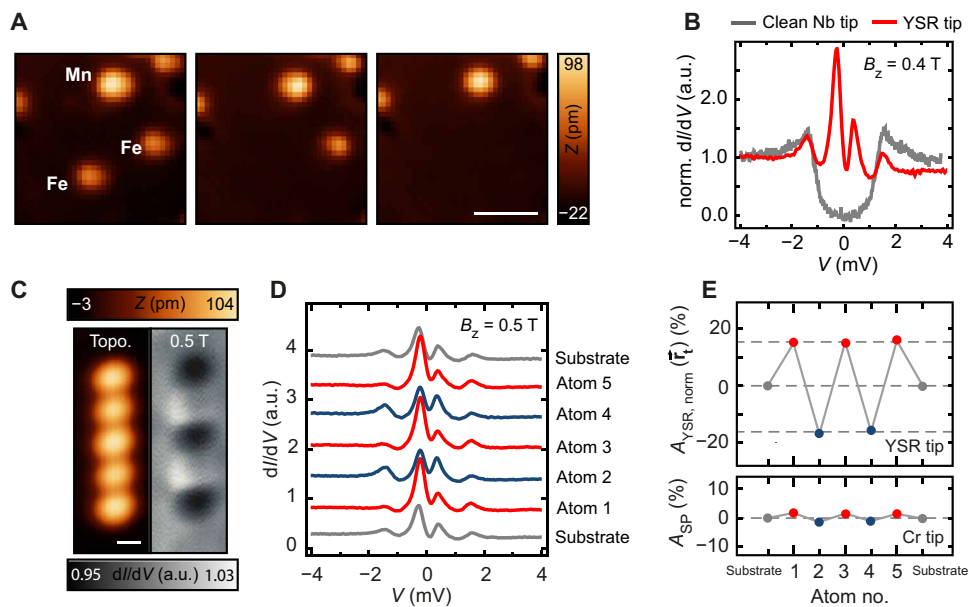 A
Mn
Fe
Fe
98
Z (pm)
−22
B
Clean Nb tip
YSR tip
B_z = 0.4 T
norm. dI/dV (a.u.)
2.0
1.0
0.0
−4 −2 0 2 4
V (mV)
C
−3 Z (pm) 104
Topo. 0.5 T
0.95 dI/dV (a.u.) 1.03
D
B_z = 0.5 T
dI/dV (a.u.)
4
3
2
1
0
Substrate
Atom 5
Atom 4
Atom 3
Atom 2
Atom 1
Substrate
−4 −2 0 2 4
V (mV)
E
A_YSR, norm (r⃗_t) (%)
20
0
−20
YSR tip
A_SP (%)
10
0
−10
Cr tip
Substrate 1 2 3 4 5 Substrate
Atom no.